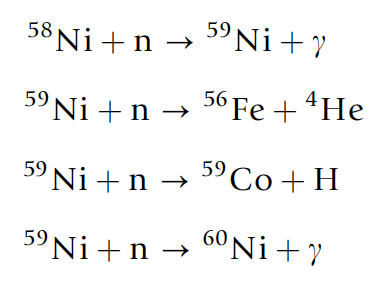 ⁵⁸Ni + n → ⁵⁹Ni + γ
⁵⁹Ni + n → ⁵⁶Fe + ⁴He
⁵⁹Ni + n → ⁵⁹Co + H
⁵⁹Ni + n → ⁶⁰Ni + γ